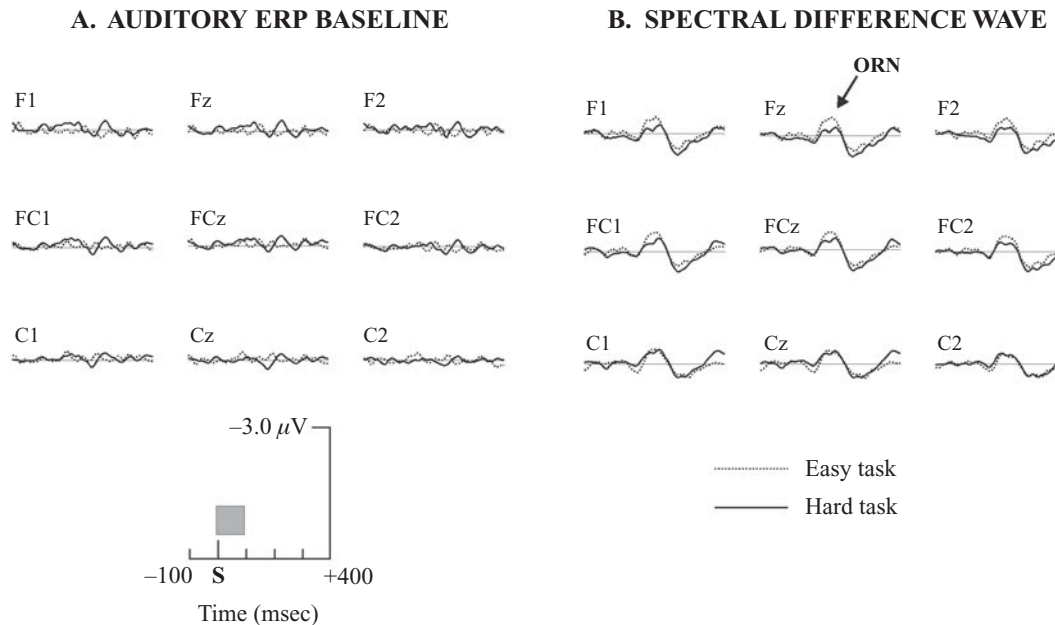 A. AUDITORY ERP BASELINE
F1 Fz F2
FC1 FCz FC2
C1 Cz C2
–3.0 μV
–100 S +400
Time (msec)
B. SPECTRAL DIFFERENCE WAVE
ORN
F1 Fz F2
FC1 FCz FC2
C1 Cz C2
Easy task
Hard task